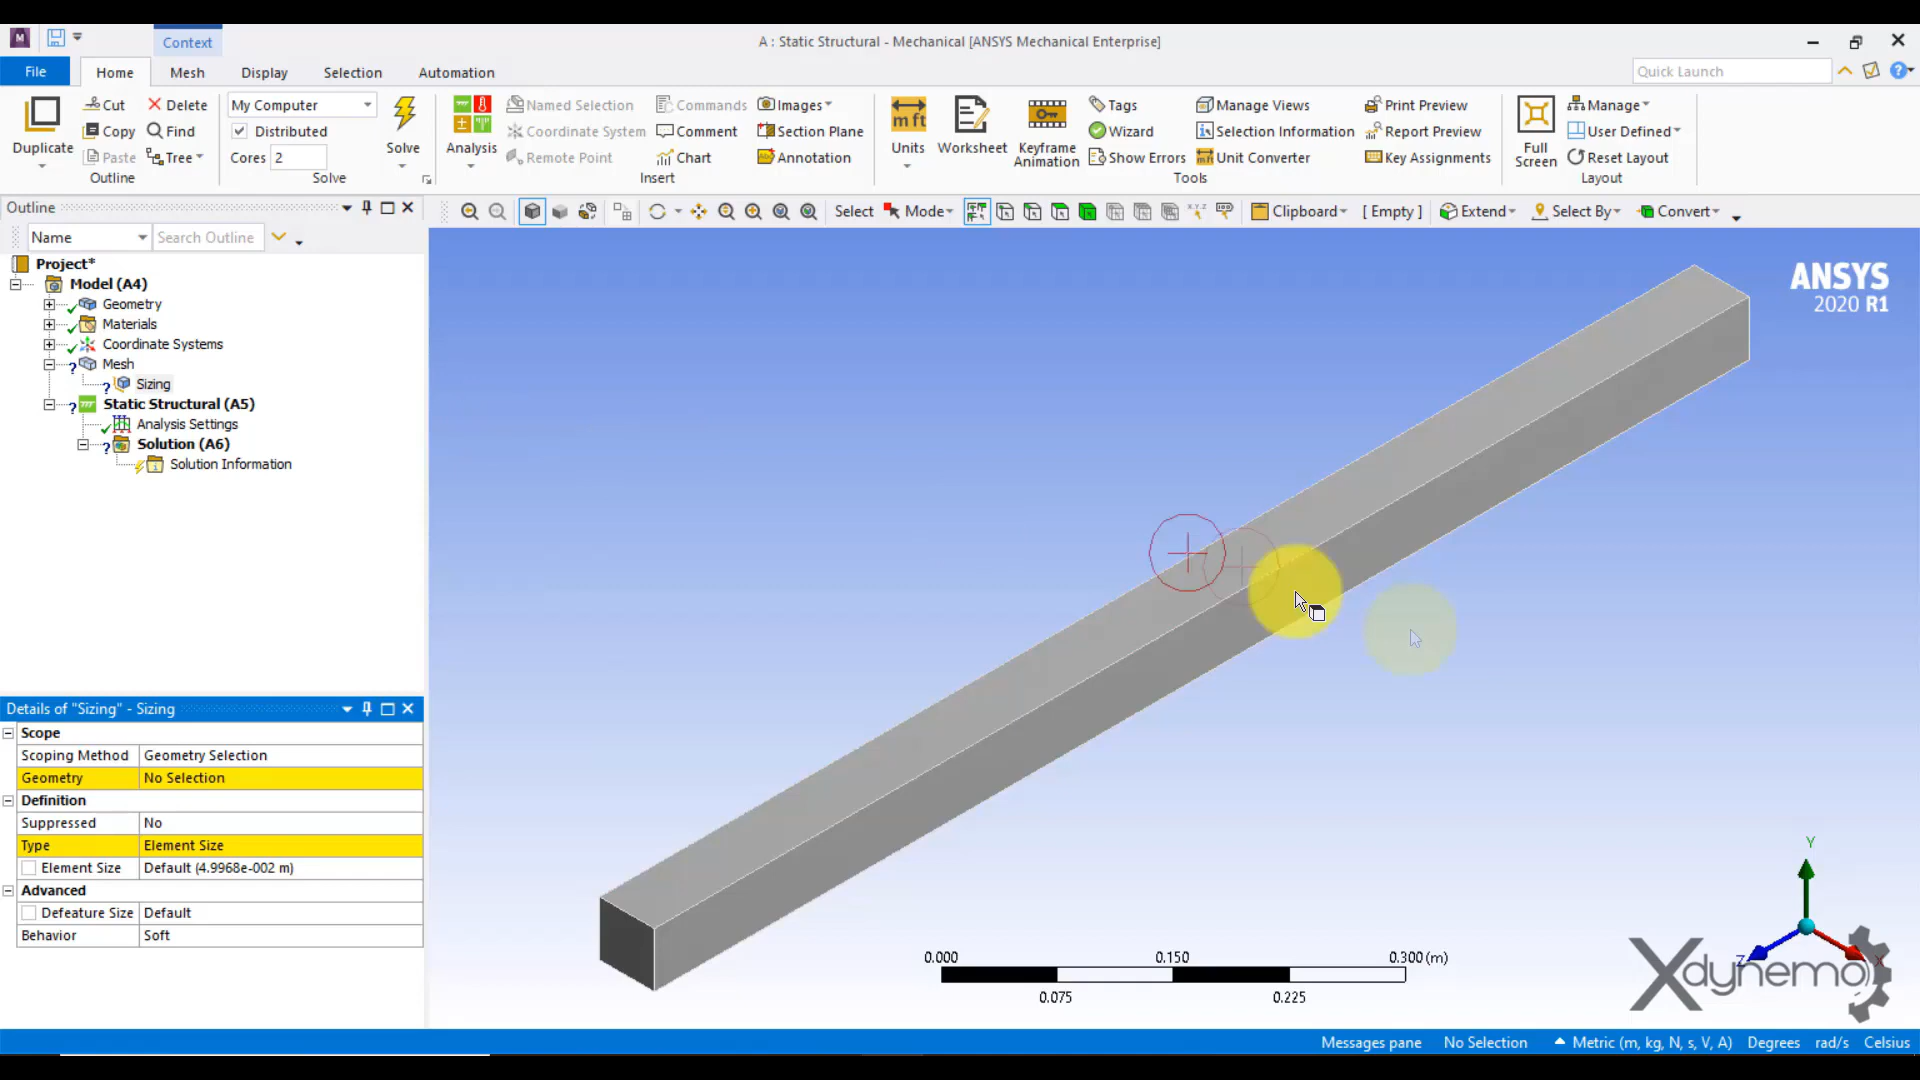 M
Context
A : Static Structural - Mechanical [ANSYS Mechanical Enterprise]
File Home Mesh Display Selection Automation
Quick Launch
Duplicate
Cut
Delete
Copy
Find
Paste
Tree
Outline
My Computer
Distributed
Cores 2
Solve
Solve
Analysis
Named Selection
Coordinate System
Remote Point
Commands
Comment
Chart
Images
Section Plane
Annotation
Insert
m ft
Units
Worksheet
Keyframe
Animation
Tags
Wizard
Show Errors
Manage Views
Selection Information
Unit Converter
Print Preview
Report Preview
Key Assignments
Tools
Full
Screen
Manage
User Defined
Reset Layout
Layout
Outline
Select Mode Clipboard [ Empty ] Extend Select By Convert
Name Search Outline
Project*
Model (A4)
Geometry
Materials
Coordinate Systems
Mesh
Sizing
Static Structural (A5)
Analysis Settings
Solution (A6)
Solution Information
ANSYS
2020 R1
Details of "Sizing" - Sizing
Scope
Scoping Method Geometry Selection
Geometry No Selection
Definition
Suppressed No
Type Element Size
Element Size Default (4.9968e-002 m)
Advanced
Defeature Size Default
Behavior Soft
0.000 0.150 0.300 (m)
0.075 0.225
Y
Z
X
Xdynemo
Messages pane No Selection Metric (m, kg, N, s, V, A) Degrees rad/s Celsius